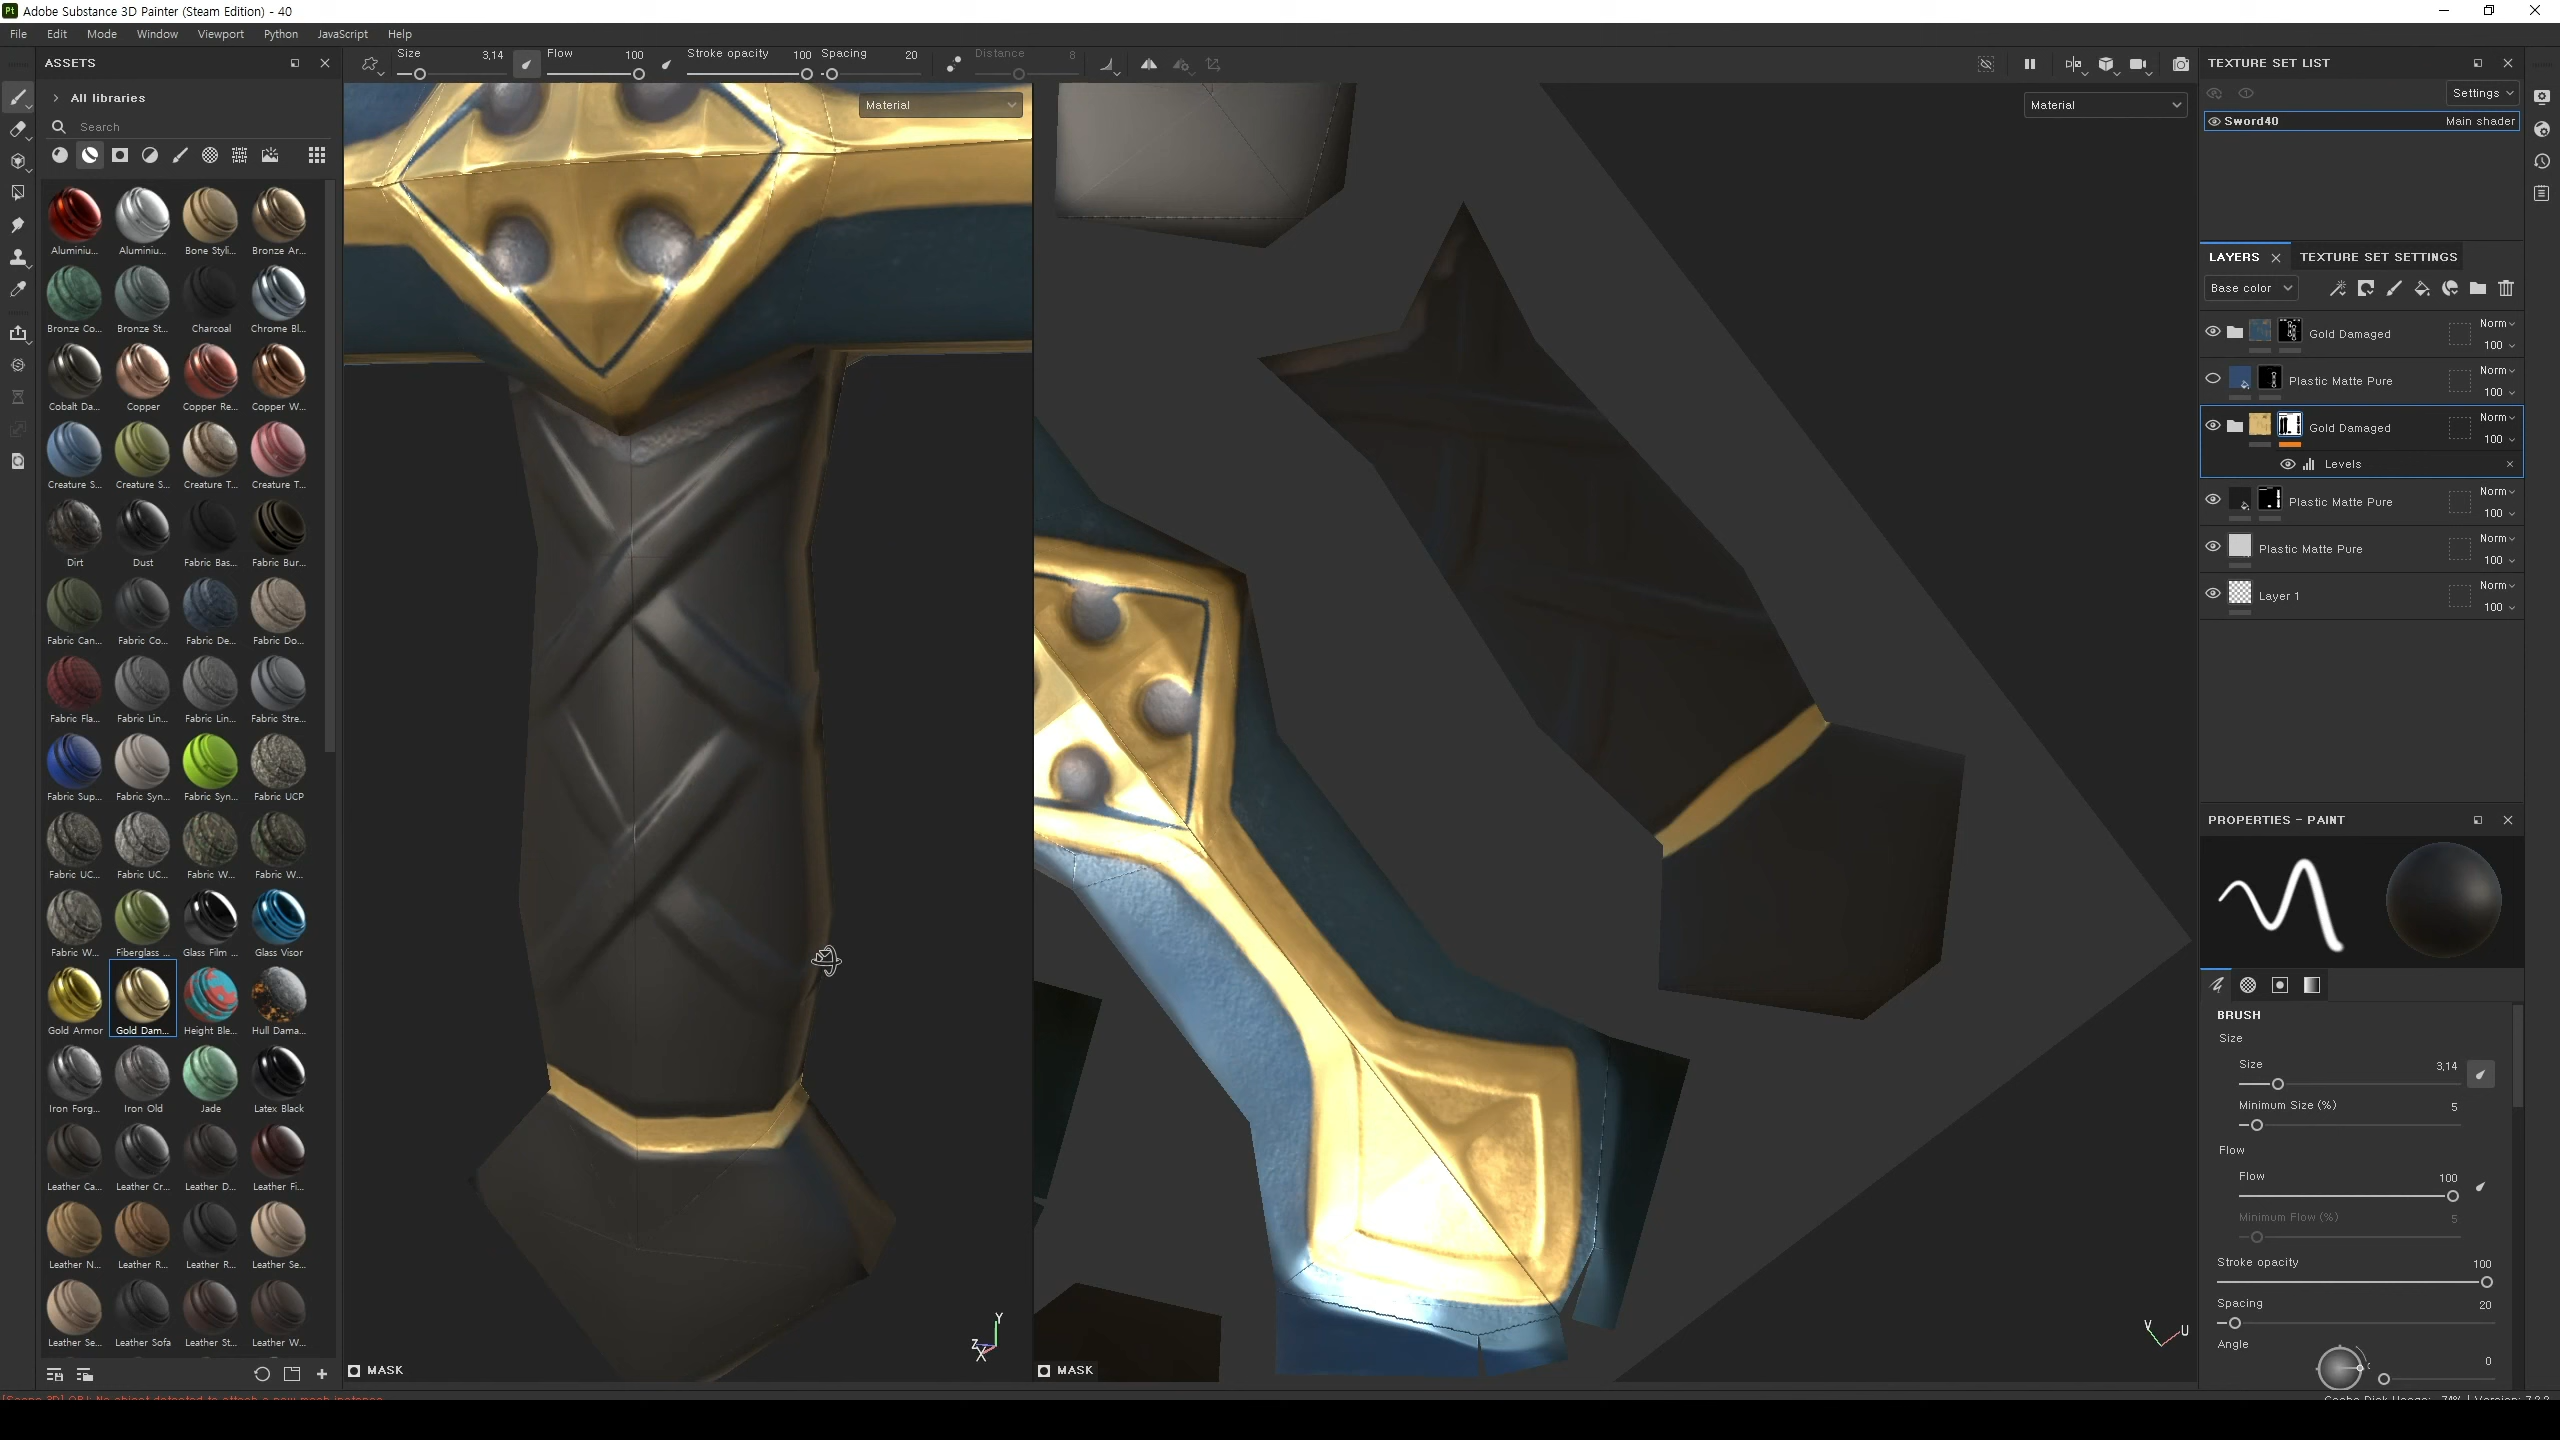 Adobe Substance 3D Painter (Steam Edition) - 40
File Edit Mode Window Viewport Python JavaScript Help
ASSETS
All libraries
Search
Aluminiu... Aluminiu... Bone Styli... Bronze Ar...
Bronze Co... Bronze St... Charcoal Chrome Bl...
Cobalt Da... Copper Copper Re... Copper W...
Creature S... Creature S... Creature T... Creature T...
Dirt Dust Fabric Bas... Fabric Bur...
Fabric Can... Fabric Co... Fabric De... Fabric Do...
Fabric Fla... Fabric Lin... Fabric Lin... Fabric Stre...
Fabric Sup... Fabric Syn... Fabric Syn... Fabric UCP
Fabric UC... Fabric UC... Fabric W... Fabric W...
Fabric W... Fiberglass ... Glass Film ... Glass Visor
Gold Armor Gold Dam... Height Ble... Hull Dama...
Iron Forg... Iron Old Jade Latex Black
Leather Ca... Leather Cr... Leather D... Leather Fi...
Leather N... Leather R... Leather R... Leather Se...
Leather Se... Leather Sofa Leather St... Leather W...
Size 3,14 Flow 100 Stroke opacity 100 Spacing 20 Distance 8
Material
Y
Z
X
MASK
Material
V
U
MASK
TEXTURE SET LIST
Settings
Sword40 Main shader
LAYERS TEXTURE SET SETTINGS
Base color
Gold Damaged Norm 100
Plastic Matte Pure Norm 100
Gold Damaged Norm 100
Levels
Plastic Matte Pure Norm 100
Plastic Matte Pure Norm 100
Layer 1 Norm 100
PROPERTIES - PAINT
BRUSH
Size
Size 3,14
Minimum Size (%) 5
Flow
Flow 100
Minimum Flow (%) 5
Stroke opacity 100
Spacing 20
Angle
0